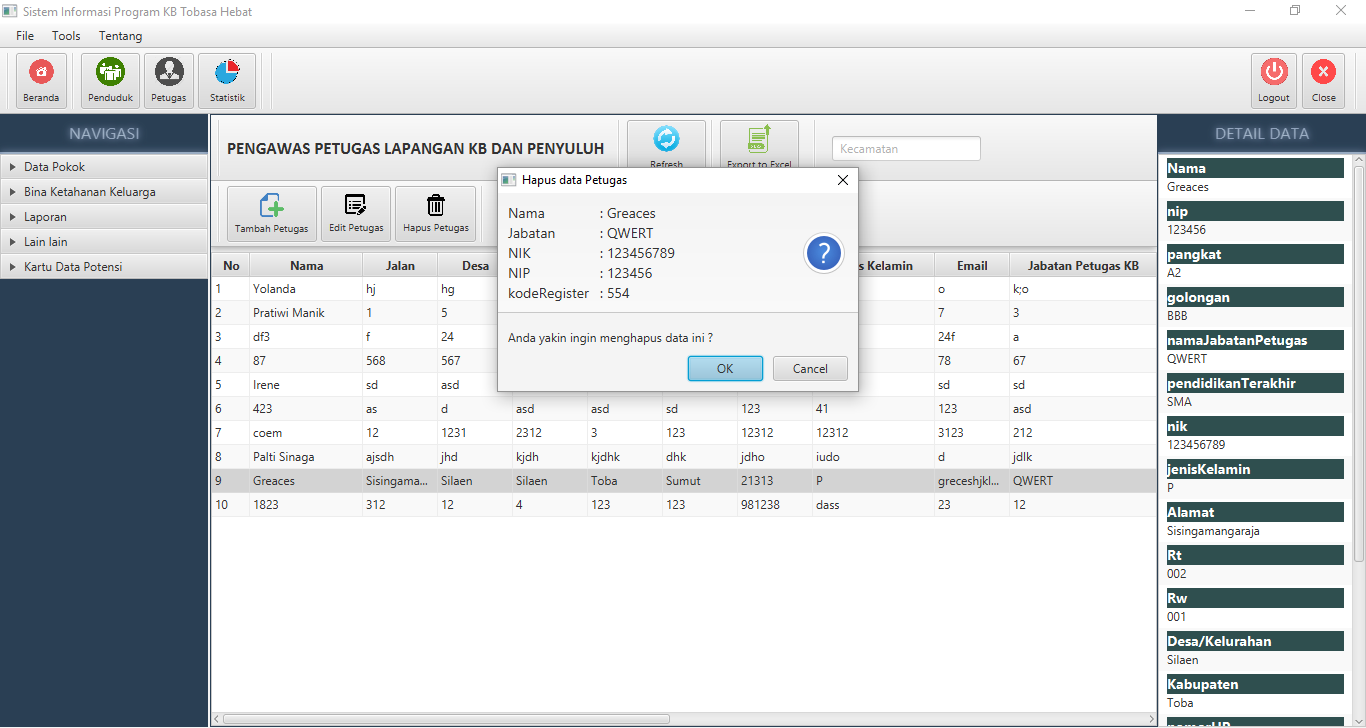 Sistem Informasi Program KB Tobasa Hebat
File Tools Tentang
Beranda Penduduk Petugas Statistik Logout Close
NAVIGASI
Data Pokok
Bina Ketahanan Keluarga
Laporan
Lain lain
Kartu Data Potensi
PENGAWAS PETUGAS LAPANGAN KB DAN PENYULUH
Refresh Export to Excel Kecamatan
Tambah Petugas Edit Petugas Hapus Petugas
Hapus data Petugas
Nama : Greaces
Jabatan : QWERT
NIK : 123456789
NIP : 123456
kodeRegister : 554
Anda yakin ingin menghapus data ini ?
OK Cancel
No Nama Jalan Desa s Kelamin Email Jabatan Petugas KB
1 Yolanda hj hg o k;o
2 Pratiwi Manik 1 5 7 3
3 df3 f 24 24f a
4 87 568 567 78 67
5 Irene sd asd sd sd
6 423 as d asd asd sd 123 41 123 asd
7 coem 12 1231 2312 3 123 12312 12312 3123 212
8 Palti Sinaga ajsdh jhd kjdh kjdhk dhk jdho iudo d jdlk
9 Greaces Sisingama... Silaen Silaen Toba Sumut 21313 P greceshjkl... QWERT
10 1823 312 12 4 123 123 981238 dass 23 12
DETAIL DATA
Nama
Greaces
nip
123456
pangkat
A2
golongan
BBB
namaJabatanPetugas
QWERT
pendidikanTerakhir
SMA
nik
123456789
jenisKelamin
P
Alamat
Sisingamangaraja
Rt
002
Rw
001
Desa/Kelurahan
Silaen
Kabupaten
Toba